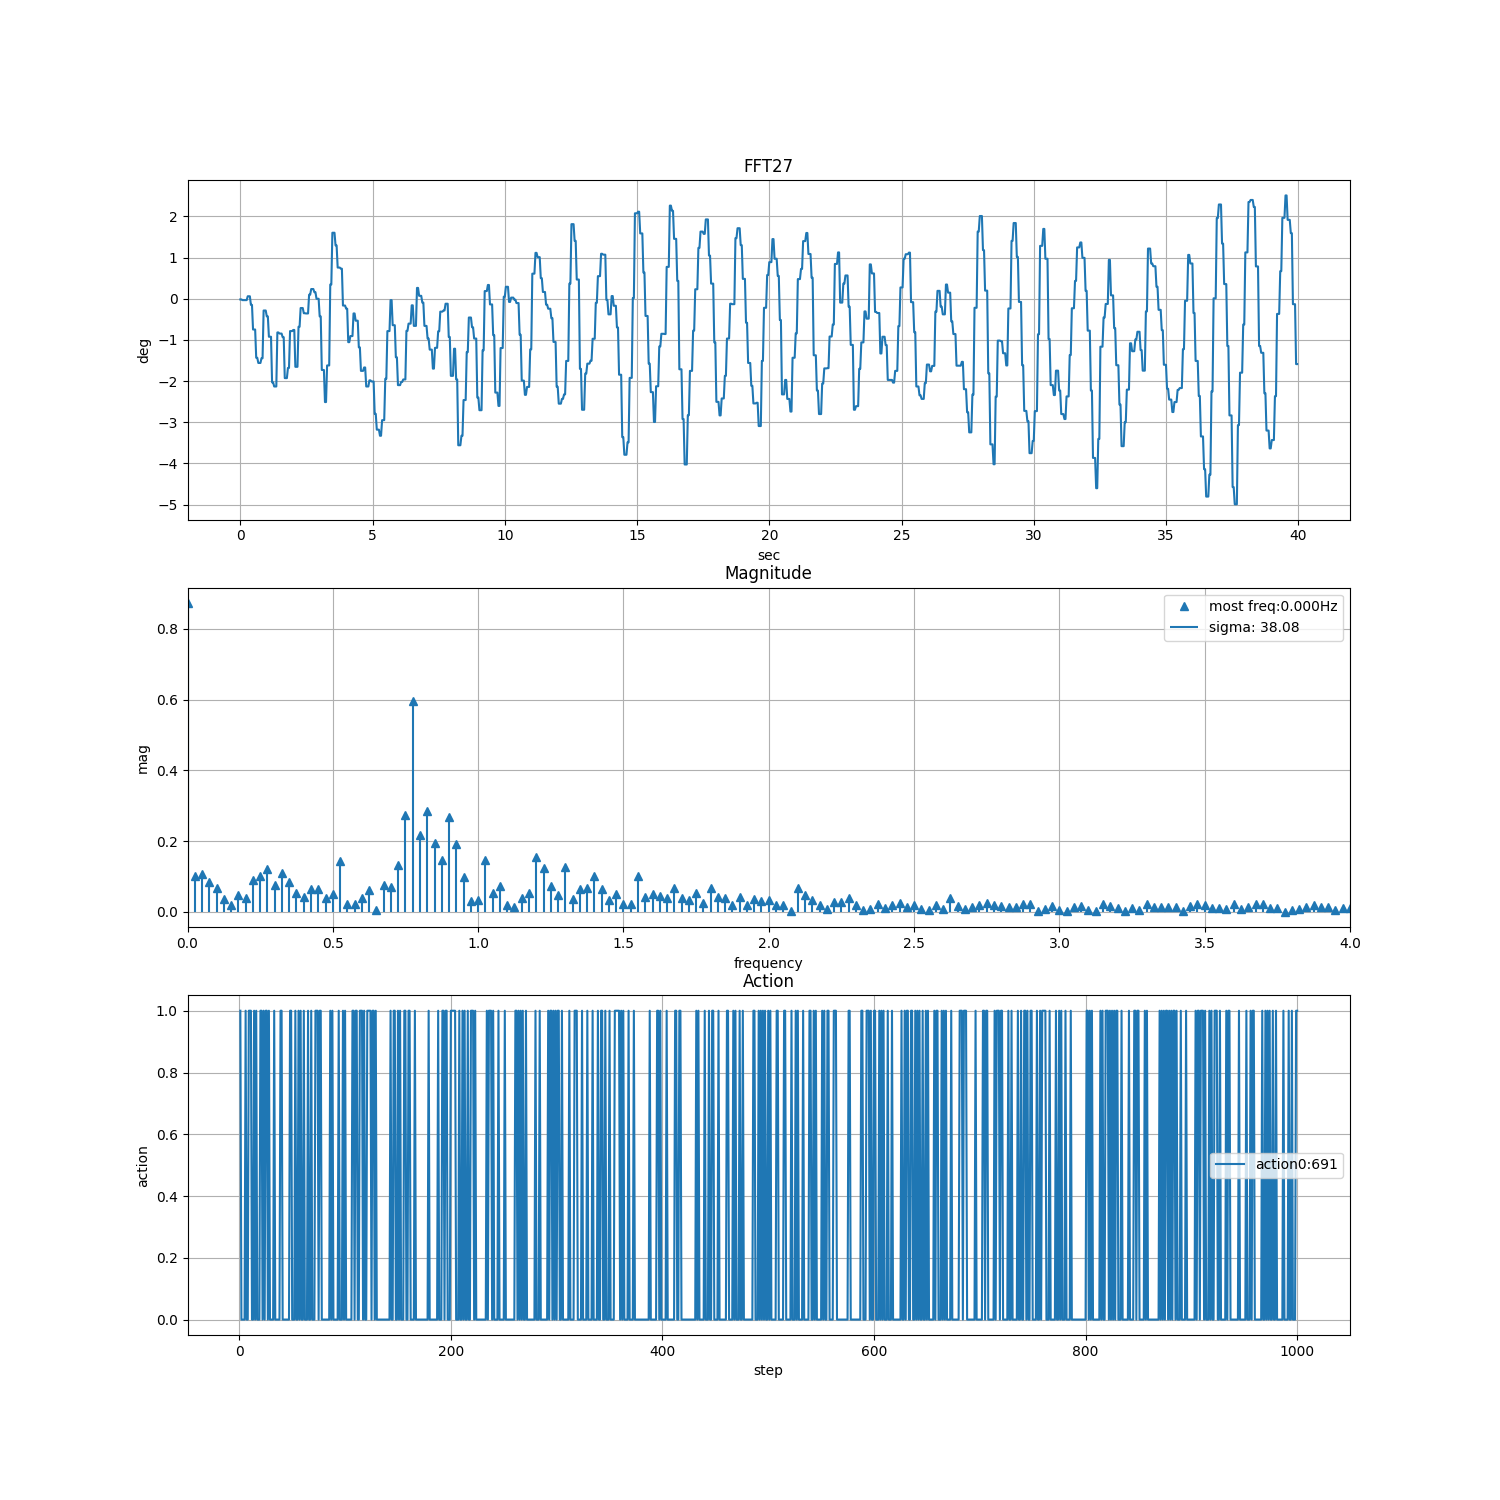 FFT27
2
1
0
−1
−2
−3
−4
−5
deg
0 5 10 15 20 25 30 35 40
sec
Magnitude
most freq:0.000Hz
sigma: 38.08
0.8
0.6
0.4
0.2
0.0
mag
0.0 0.5 1.0 1.5 2.0 2.5 3.0 3.5 4.0
frequency
Action
1.0
0.8
0.6
0.4
0.2
0.0
action
action0:691
0 200 400 600 800 1000
step